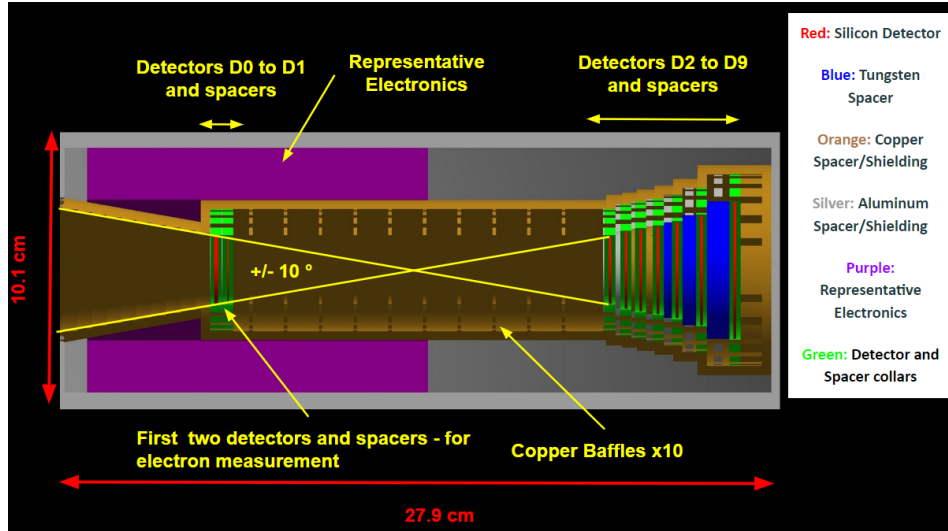 Detectors D0 to D1
and spacers
Representative
Electronics
Detectors D2 to D9
and spacers
+/- 10 °
10.1 cm
First two detectors and spacers - for
electron measurement
Copper Baffles x10
27.9 cm
Red: Silicon Detector
Blue: Tungsten
Spacer
Orange: Copper
Spacer/Shielding
Silver: Aluminum
Spacer/Shielding
Purple:
Representative
Electronics
Green: Detector and
Spacer collars